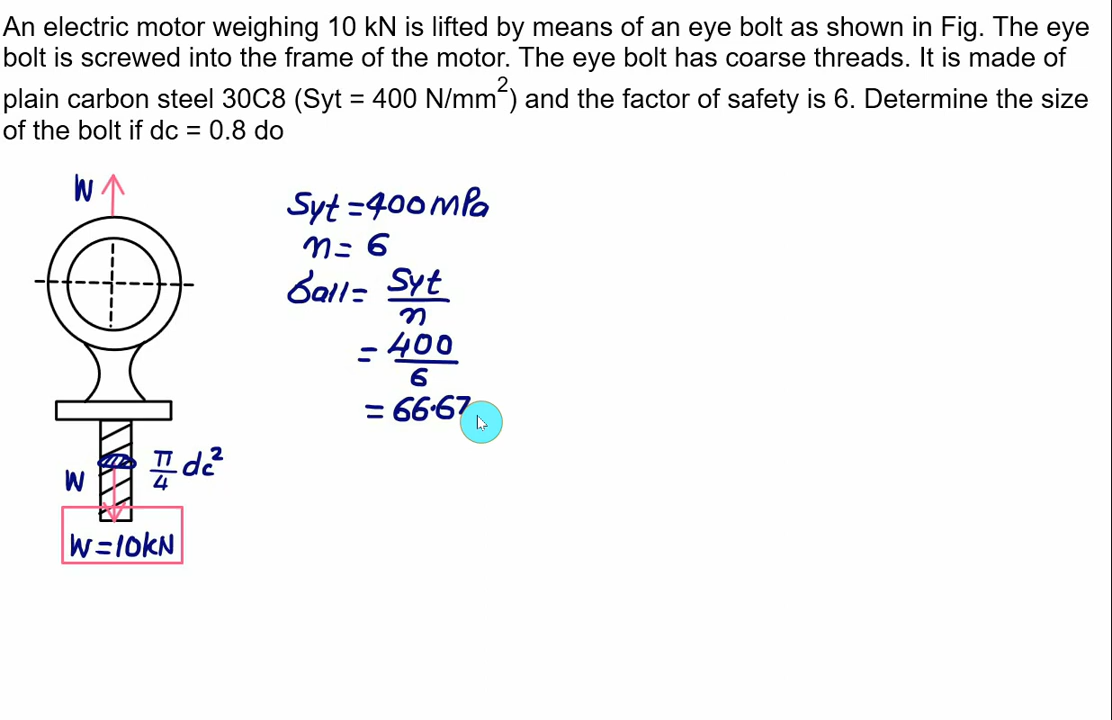 An electric motor weighing 10 kN is lifted by means of an eye bolt as shown in Fig. The eye
bolt is screwed into the frame of the motor. The eye bolt has coarse threads. It is made of
plain carbon steel 30C8 (Syt = 400 N/mm²) and the factor of safety is 6. Determine the size
of the bolt if dc = 0.8 do
W
Syt = 400 mPa
n = 6
σall = Syt/n
= 400/6
= 66.67
W
π/4 dc²
W = 10kN